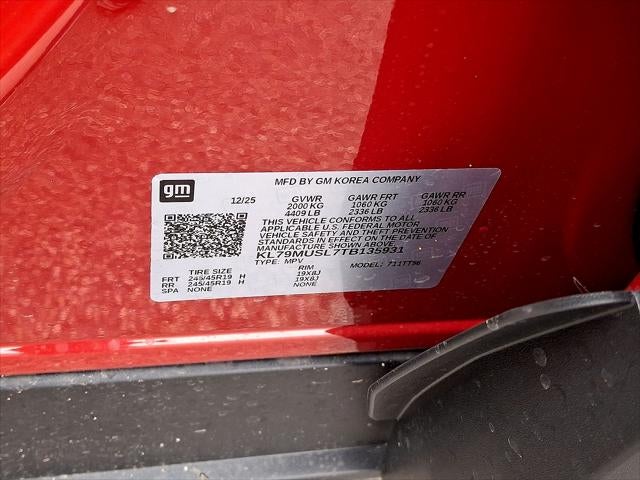 gm
MFD BY GM KOREA COMPANY
12/25 GVWR GAWR FRT GAWR RR
2000 KG 1060 KG 1060 KG
4409 LB 2336 LB 2336 LB
THIS VEHICLE CONFORMS TO ALL
APPLICABLE U.S. FEDERAL MOTOR
VEHICLE SAFETY AND THEFT PREVENTION
STANDARDS IN EFFECT ON THE DATE OF
MANUFACTURE SHOWN ABOVE
KL79MUSL7TB135931
TYPE: MPV MODEL: 711TT56
TIRE SIZE RIM
FRT 245/45R19 H 19X8J
RR 245/45R19 H 19X8J
SPA NONE NONE